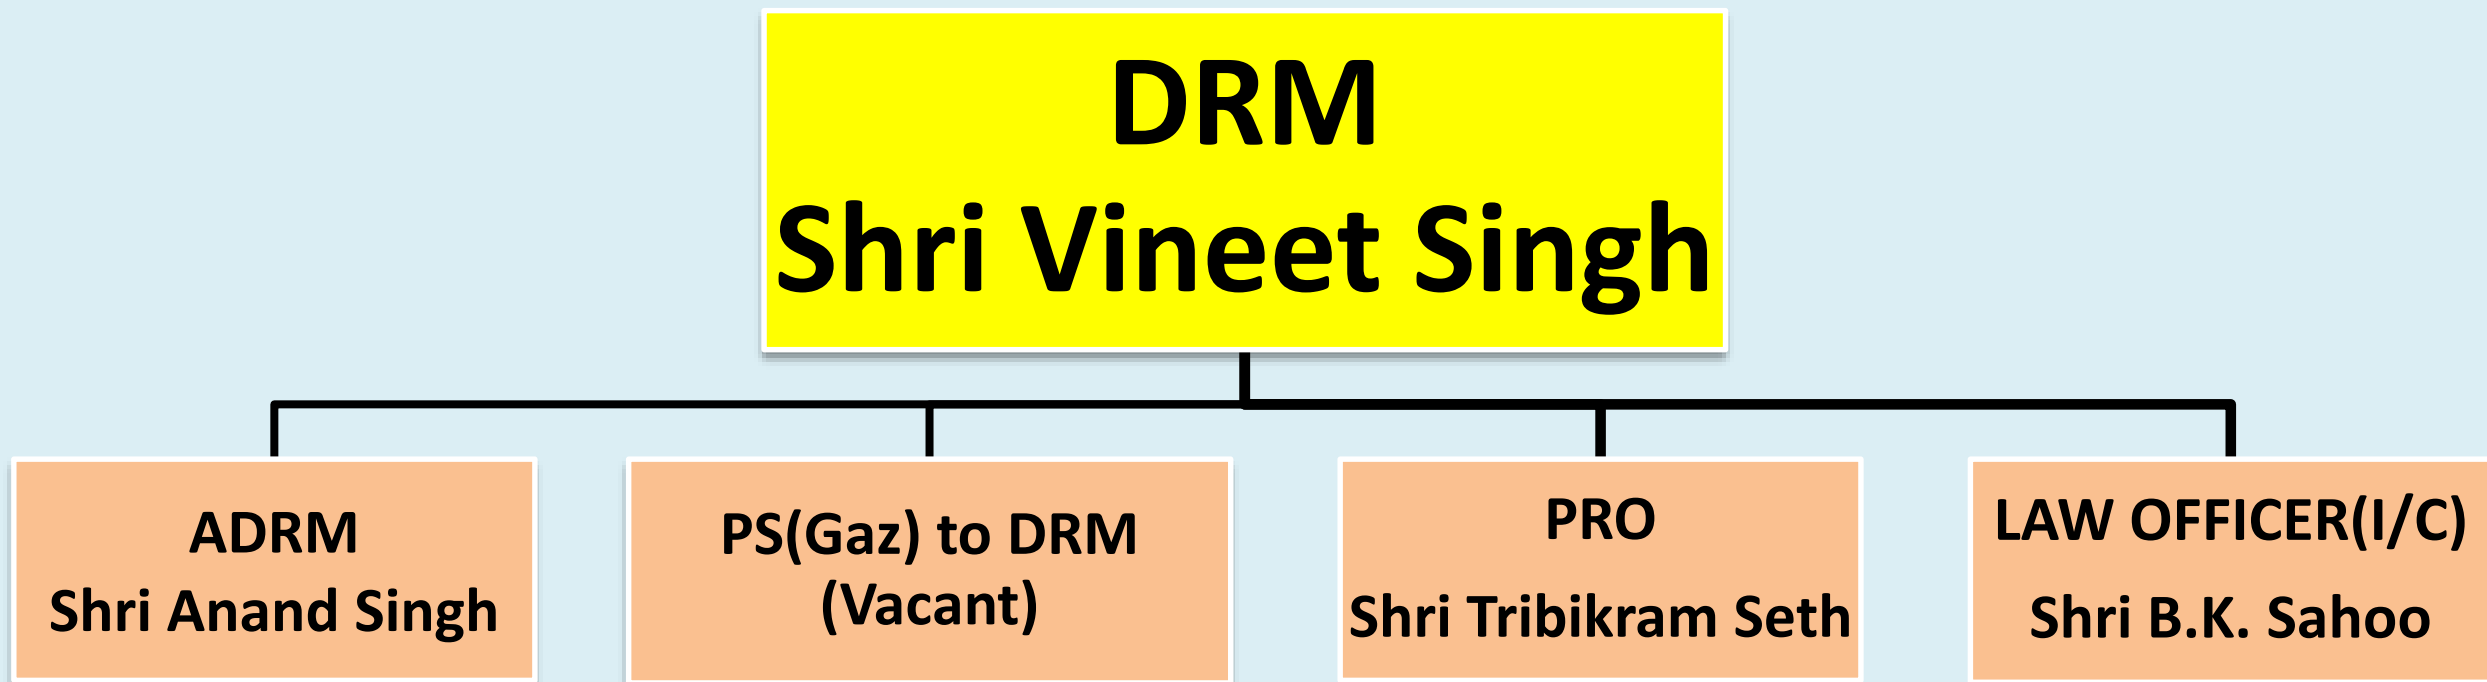 DRM
Shri Vineet Singh
ADRM
Shri Anand Singh
PS(Gaz) to DRM
(Vacant)
PRO
Shri Tribikram Seth
LAW OFFICER(I/C)
Shri B.K. Sahoo